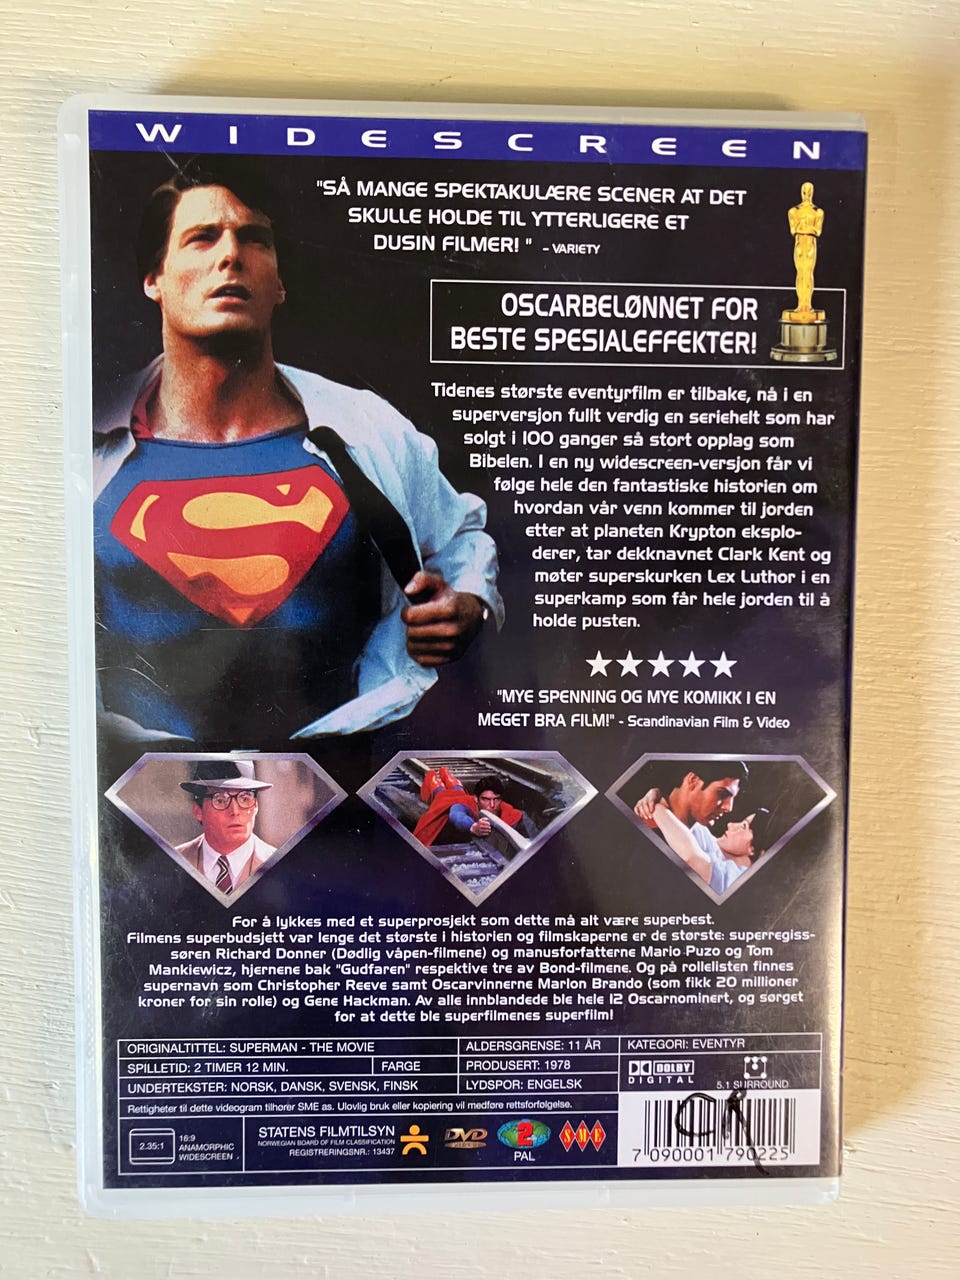 WIDESCREEN
"SÅ MANGE SPEKTAKULÆRE SCENER AT DET
SKULLE HOLDE TIL YTTERLIGERE ET
DUSIN FILMER! " - VARIETY
OSCARBELØNNET FOR
BESTE SPESIALEFFEKTER!
Tidenes største eventyrfilm er tilbake, nå i en
superversjon fullt verdig en seriehelt som har
solgt i 100 ganger så stort opplag som
Bibelen. I en ny widescreen-versjon får vi
følge hele den fantastiske historien om
hvordan vår venn kommer til jorden
etter at planeten Krypton eksplo-
derer, tar dekknavnet Clark Kent og
møter superskurken Lex Luthor i en
superkamp som får hele jorden til å
holde pusten.
"MYE SPENNING OG MYE KOMIKK I EN
MEGET BRA FILM!" - Scandinavian Film & Video
For å lykkes med et superprosjekt som dette må alt være superbest.
Filmens superbudsjett var lenge det største i historien og filmskaperne er de største: superregiss-
søren Richard Donner (Dødlig våpen-filmene) og manusforfatterne Mario Puzo og Tom
Mankiewicz, hjernene bak "Gudfaren" respektive tre av Bond-filmene. Og på rollelisten finnes
supernavn som Christopher Reeve samt Oscarvinnerne Marlon Brando (som fikk 20 millioner
kroner for sin rolle) og Gene Hackman. Av alle innblandede ble hele 12 Oscarnominert, og sørget
for at dette ble superfilmenes superfilm!
ORIGINALTITTEL: SUPERMAN - THE MOVIE
ALDERSGRENSE: 11 ÅR
KATEGORI: EVENTYR
SPILLETID: 2 TIMER 12 MIN.
FARGE
PRODUSERT: 1978
UNDERTEKSTER: NORSK, DANSK, SVENSK, FINSK
LYDSPOR: ENGELSK
DOLBY
DIGITAL
5.1 SURROUND
Rettigheter til dette videogram tilhører SME as. Ulovlig bruk eller kopiering vil medføre rettsforfølgelse.
2.35:1
16:9
ANAMORPHIC
WIDESCREEN
STATENS FILMTILSYN
NORWEGIAN BOARD OF FILM CLASSIFICATION
REGISTRERINGSNR.: 13437
DVD
2
PAL
SME
7 090001 790225